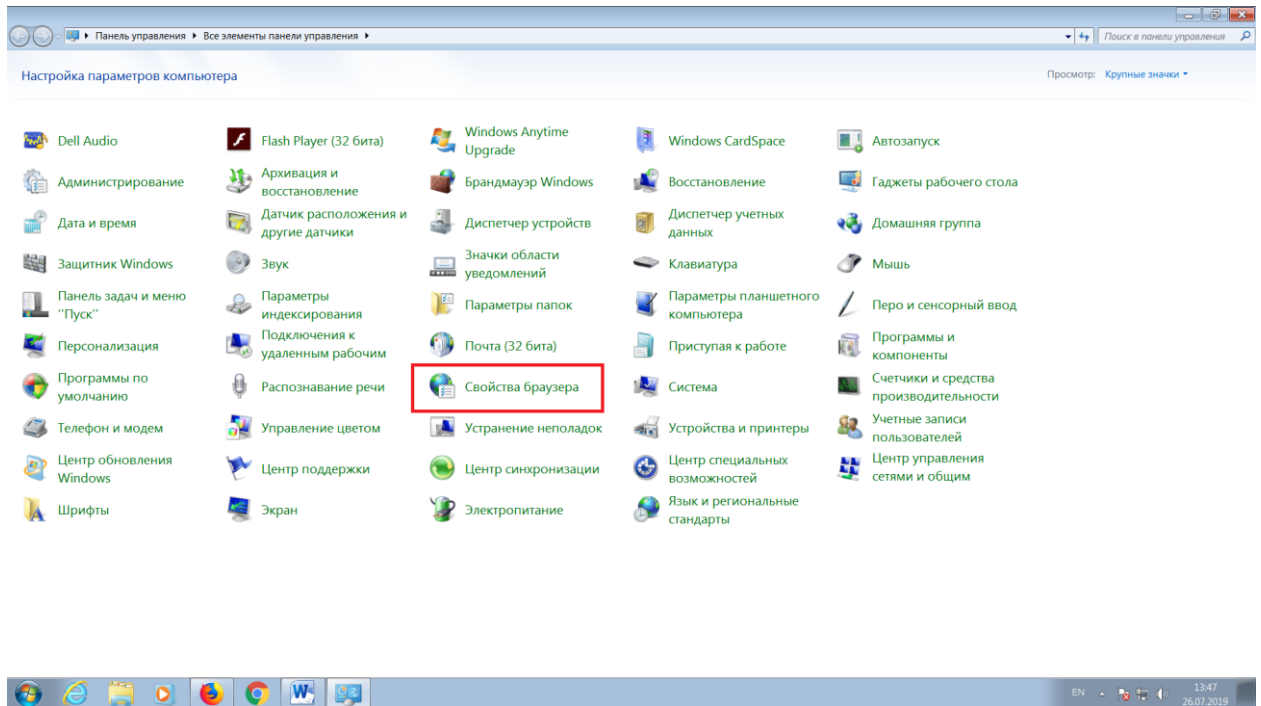 Панель управления
Все элементы панели управления
Поиск в панели управления
Настройка параметров компьютера
Просмотр:
Крупные значки
Dell Audio
Flash Player (32 бита)
Windows Anytime
Upgrade
Windows CardSpace
Автозапуск
Администрирование
Архивация и
восстановление
Брандмауэр Windows
Восстановление
Гаджеты рабочего стола
Дата и время
Датчик расположения и
другие датчики
Диспетчер устройств
Диспетчер учетных
данных
Домашняя группа
Защитник Windows
Звук
Значки области
уведомлений
Клавиатура
Мышь
Панель задач и меню
''Пуск''
Параметры
индексирования
Параметры папок
Параметры планшетного
компьютера
Перо и сенсорный ввод
Персонализация
Подключения к
удаленным рабочим
Почта (32 бита)
Приступая к работе
Программы и
компоненты
Программы по
умолчанию
Распознавание речи
Свойства браузера
Система
Счетчики и средства
производительности
Телефон и модем
Управление цветом
Устранение неполадок
Устройства и принтеры
Учетные записи
пользователей
Центр обновления
Windows
Центр поддержки
Центр синхронизации
Центр специальных
возможностей
Центр управления
сетями и общим
Шрифты
Экран
Электропитание
Язык и региональные
стандарты
EN
13:47
26.07.2019